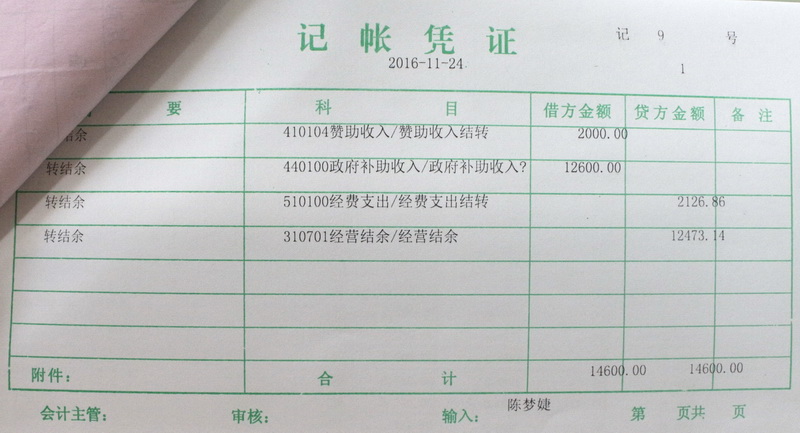 记帐凭证
记 9 号
2016-11-24
1
要 科 目 借方金额 贷方金额 备注
结余 410104赞助收入/赞助收入结转 2000.00
转结余 440100政府补助收入/政府补助收入? 12600.00
转结余 510100经费支出/经费支出结转 2126.86
转结余 310701经营结余/经营结余 12473.14
附件: 合 计 14600.00 14600.00
会计主管: 审核: 输入: 陈梦婕 第 页共 页